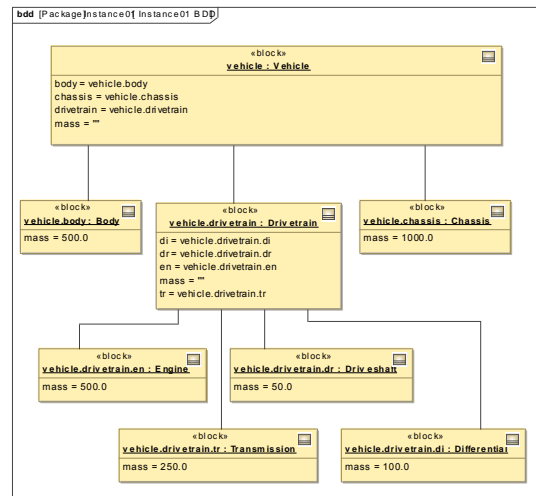 bdd [Package]Instance01[ Instance01 BDD]
«block»
vehicle : Vehicle
body = vehicle.body
chassis = vehicle.chassis
drivetrain = vehicle.drivetrain
mass = ""
«block»
vehicle.body : Body
mass = 500.0
«block»
vehicle.drivetrain : Drivetrain
di = vehicle.drivetrain.di
dr = vehicle.drivetrain.dr
en = vehicle.drivetrain.en
mass = ""
tr = vehicle.drivetrain.tr
«block»
vehicle.chassis : Chassis
mass = 1000.0
«block»
vehicle.drivetrain.en : Engine
mass = 500.0
«block»
vehicle.drivetrain.dr : Driveshaft
mass = 50.0
«block»
vehicle.drivetrain.tr : Transmission
mass = 250.0
«block»
vehicle.drivetrain.di : Differential
mass = 100.0